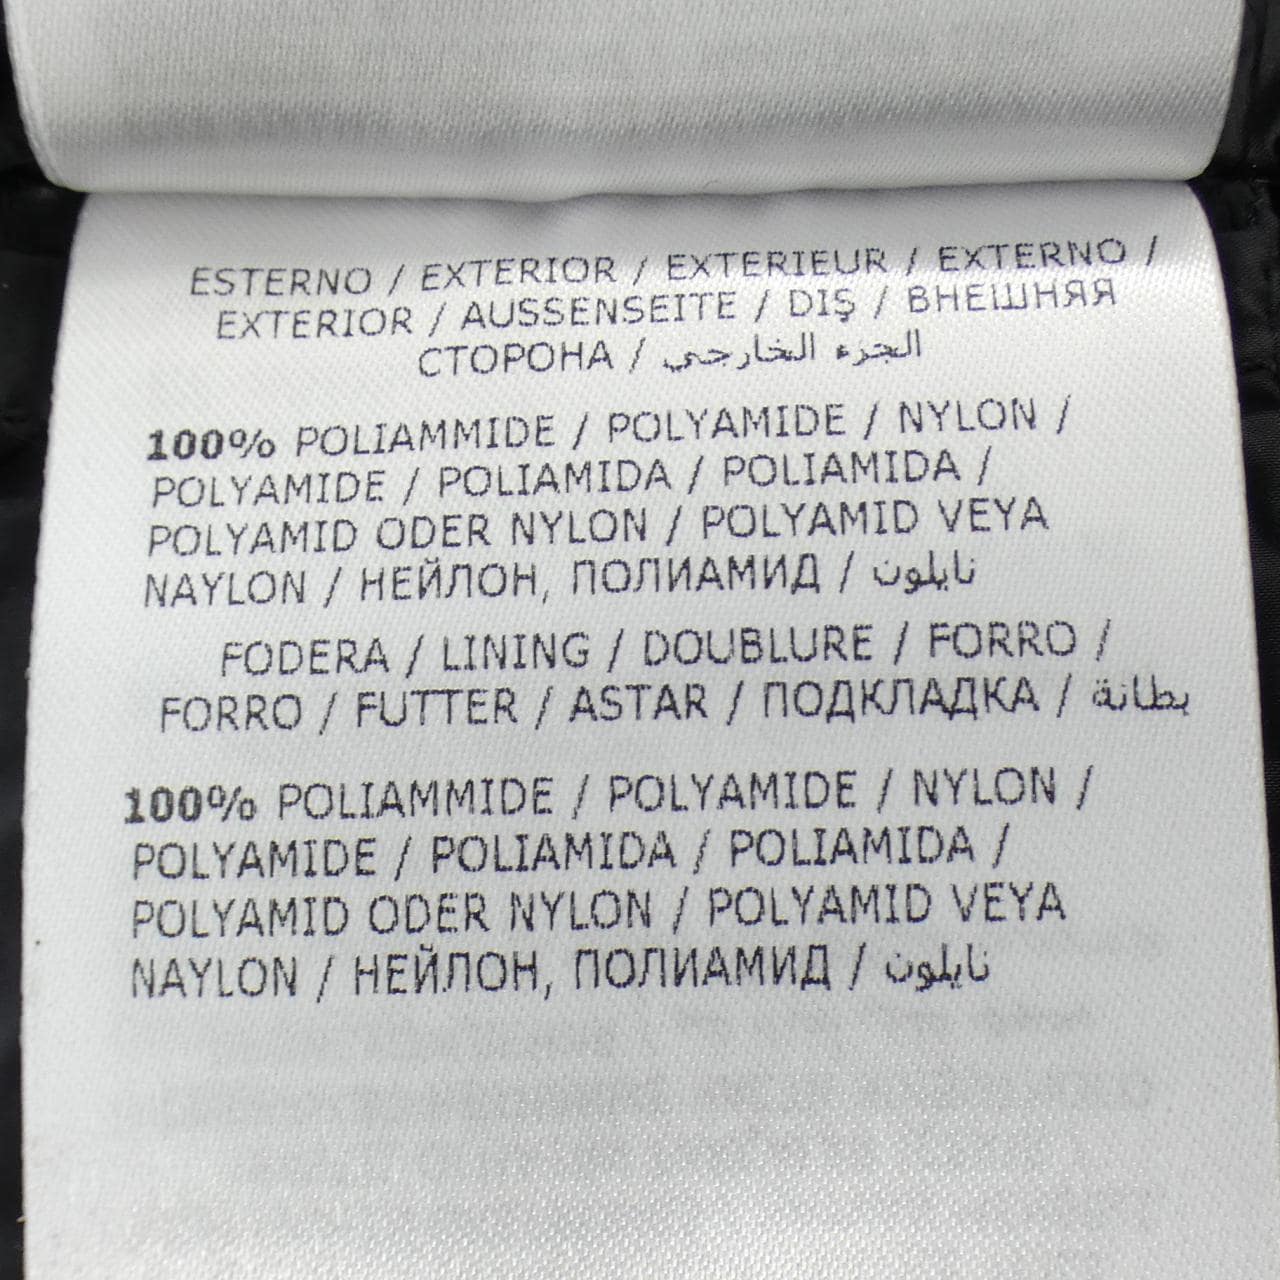 ESTERNO / EXTERIOR / EXTERIEUR / EXTERNO /
EXTERIOR / AUSSENSEITE / DIŞ / ВНЕШНЯЯ
СТОРОНА / الجزء الخارجي
100% POLIAMMIDE / POLYAMIDE / NYLON /
POLYAMIDE / POLIAMIDA / POLIAMIDA /
POLYAMID ODER NYLON / POLYAMID VEYA
NAYLON / НЕЙЛОН, ПОЛИАМИД / نايلون
FODERA / LINING / DOUBLURE / FORRO /
FORRO / FUTTER / ASTAR / ПОДКЛАДКА / بطانة
100% POLIAMMIDE / POLYAMIDE / NYLON /
POLYAMIDE / POLIAMIDA / POLIAMIDA /
POLYAMID ODER NYLON / POLYAMID VEYA
NAYLON / НЕЙЛОН, ПОЛИАМИД / نايلون